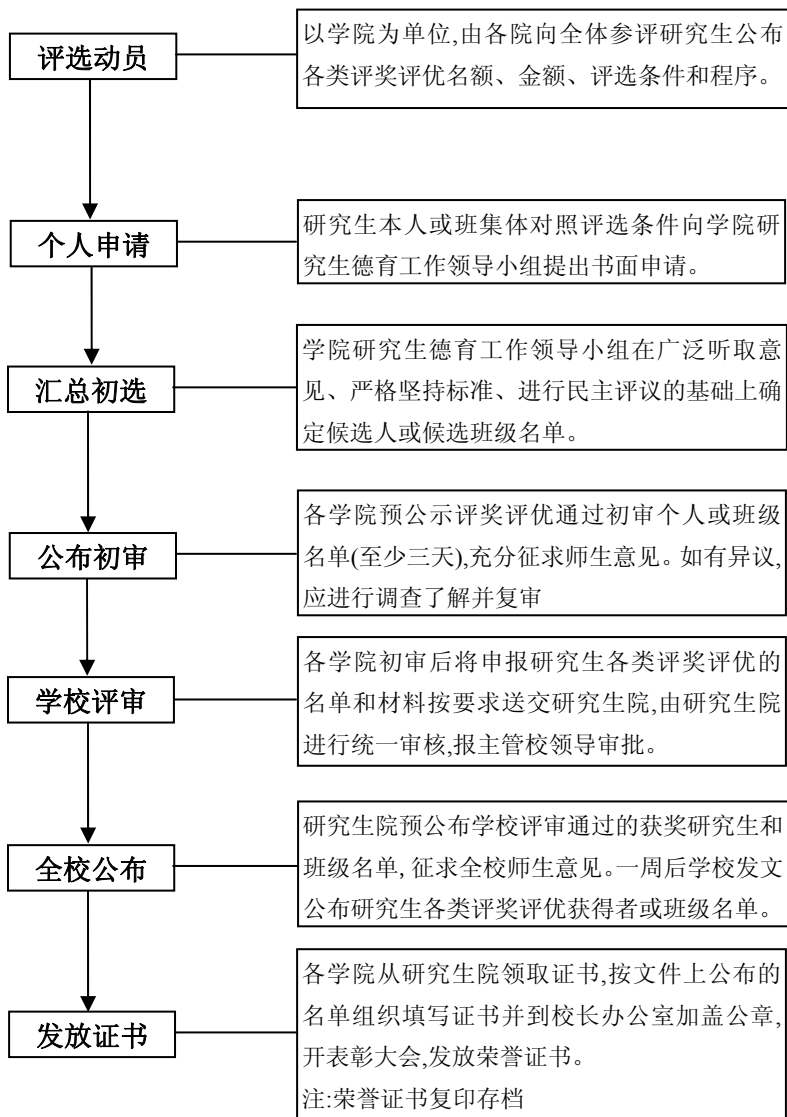 评选动员
以学院为单位,由各院向全体参评研究生公布
各类评奖评优名额、金额、评选条件和程序。
个人申请
研究生本人或班集体对照评选条件向学院研
究生德育工作领导小组提出书面申请。
汇总初选
学院研究生德育工作领导小组在广泛听取意
见、严格坚持标准、进行民主评议的基础上确
定候选人或候选班级名单。
公布初审
各学院预公示评奖评优通过初审个人或班级
名单(至少三天),充分征求师生意见。如有异议,
应进行调查了解并复审
学校评审
各学院初审后将申报研究生各类评奖评优的
名单和材料按要求送交研究生院,由研究生院
进行统一审核,报主管校领导审批。
全校公布
研究生院预公布学校评审通过的获奖研究生和
班级名单, 征求全校师生意见。一周后学校发文
公布研究生各类评奖评优获得者或班级名单。
发放证书
各学院从研究生院领取证书,按文件上公布的
名单组织填写证书并到校长办公室加盖公章,
开表彰大会,发放荣誉证书。
注:荣誉证书复印存档